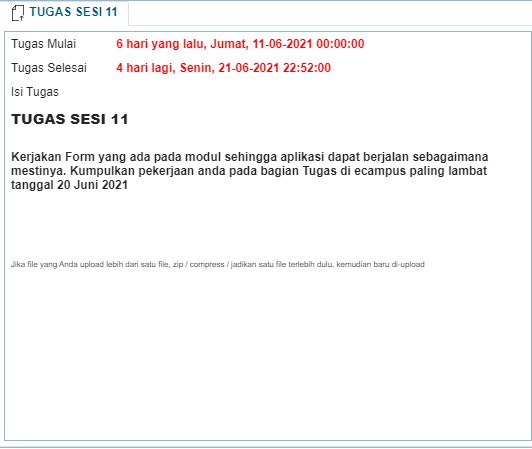 TUGAS SESI 11
Tugas Mulai 6 hari yang lalu, Jumat, 11-06-2021 00:00:00
Tugas Selesai 4 hari lagi, Senin, 21-06-2021 22:52:00
Isi Tugas
TUGAS SESI 11
Kerjakan Form yang ada pada modul sehingga aplikasi dapat berjalan sebagaimana
mestinya. Kumpulkan pekerjaan anda pada bagian Tugas di ecampus paling lambat
tanggal 20 Juni 2021
Jika file yang Anda upload lebih dari satu file, zip / compress / jadikan satu file terlebih dulu, kemudian baru di-upload